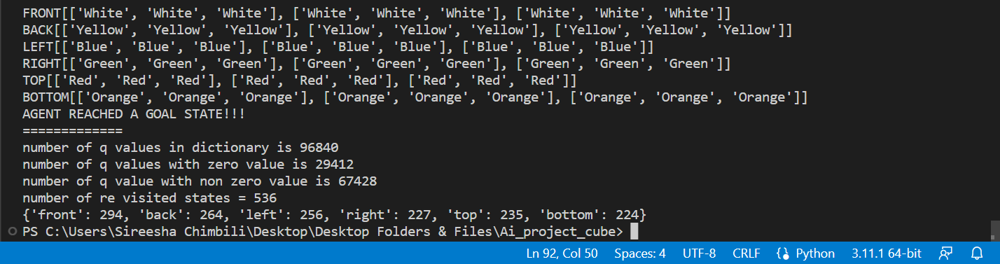 FRONT[['White', 'White', 'White'], ['White', 'White', 'White'], ['White', 'White', 'White']]
BACK[['Yellow', 'Yellow', 'Yellow'], ['Yellow', 'Yellow', 'Yellow'], ['Yellow', 'Yellow', 'Yellow']]
LEFT[['Blue', 'Blue', 'Blue'], ['Blue', 'Blue', 'Blue'], ['Blue', 'Blue', 'Blue']]
RIGHT[['Green', 'Green', 'Green'], ['Green', 'Green', 'Green'], ['Green', 'Green', 'Green']]
TOP[['Red', 'Red', 'Red'], ['Red', 'Red', 'Red'], ['Red', 'Red', 'Red']]
BOTTOM[['Orange', 'Orange', 'Orange'], ['Orange', 'Orange', 'Orange'], ['Orange', 'Orange', 'Orange']]
AGENT REACHED A GOAL STATE!!!
=============
number of q values in dictionary is 96840
number of q values with zero value is 29412
number of q value with non zero value is 67428
number of re visited states = 536
{'front': 294, 'back': 264, 'left': 256, 'right': 227, 'top': 235, 'bottom': 224}
PS C:\Users\Sireesha Chimbili\Desktop\Desktop Folders & Files\Ai_project_cube>
Ln 92, Col 50 Spaces: 4 UTF-8 CRLF Python 3.11.1 64-bit